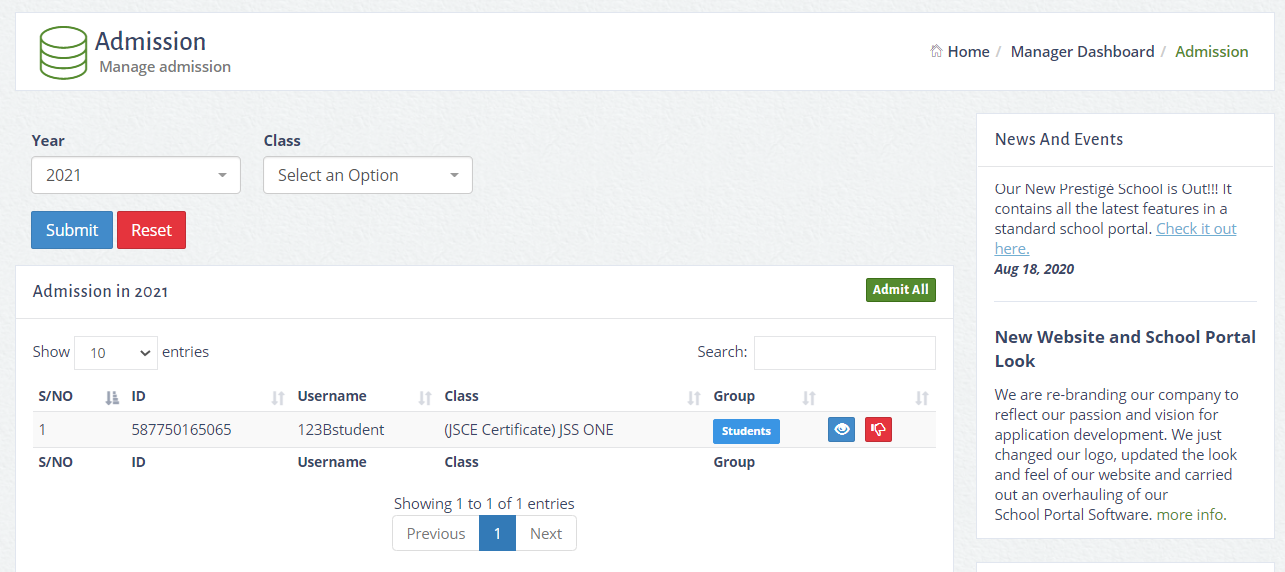 Admission
Manage admission
Home / Manager Dashboard / Admission
Year
Class
2021
Select an Option
Submit
Reset
Admission in 2021
Admit All
Show 10 entries
Search:
S/NO ID Username Class Group
1 587750165065 123Bstudent (JSCE Certificate) JSS ONE Students
S/NO ID Username Class Group
Showing 1 to 1 of 1 entries
Previous 1 Next
News And Events
Our New Prestige School is Out!!! It
contains all the latest features in a
standard school portal. Check it out
here.
Aug 18, 2020
New Website and School Portal
Look
We are re-branding our company to
reflect our passion and vision for
application development. We just
changed our logo, updated the look
and feel of our website and carried
out an overhauling of our
School Portal Software. more info.